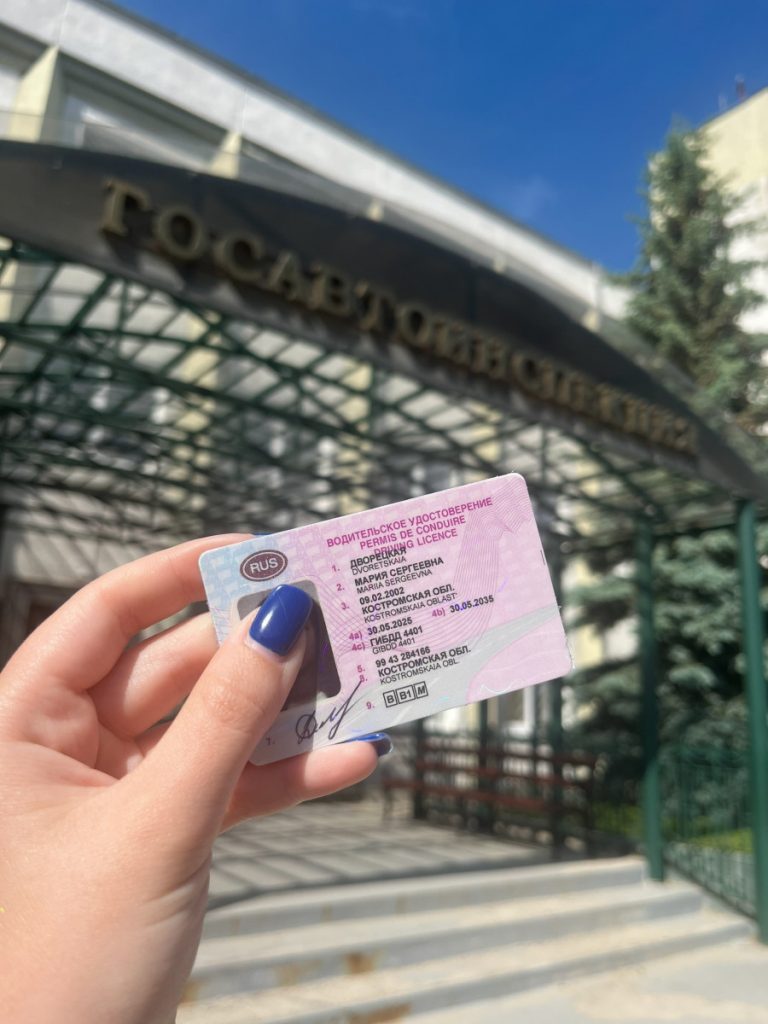 ГОСАВТОИНСПЕКЦИЯ
RUS
ВОДИТЕЛЬСКОЕ УДОСТОВЕРЕНИЕ
PERMIS DE CONDUIRE
DRIVING LICENCE
1. ДВОРЕЦКАЯ
DVORETSKAIA
2. МАРИЯ СЕРГЕЕВНА
MARIIA SERGEEVNA
3. 09.02.2002
КОСТРОМСКАЯ ОБЛ.
KOSTROMSKAIA OBLAST'
4a) 30.05.2025 4b) 30.05.2035
4c) ГИБДД 4401
GIBDD 4401
5. 99 43 284166
8. КОСТРОМСКАЯ ОБЛ.
KOSTROMSKAIA OBL.
9. B B1 M
7.